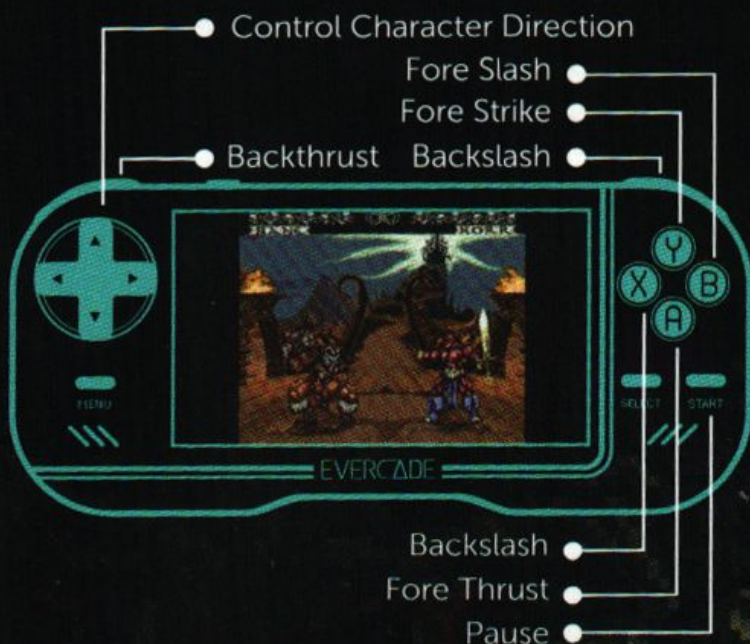 Control Character Direction
Fore Slash
Fore Strike
Backthrust
Backslash
Y
X
B
A
MENU
SELECT
START
EVERCADE
Backslash
Fore Thrust
Pause